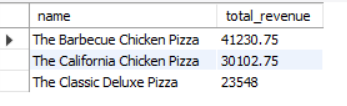 name total_revenue
The Barbecue Chicken Pizza 41230.75
The California Chicken Pizza 30102.75
The Classic Deluxe Pizza 23548